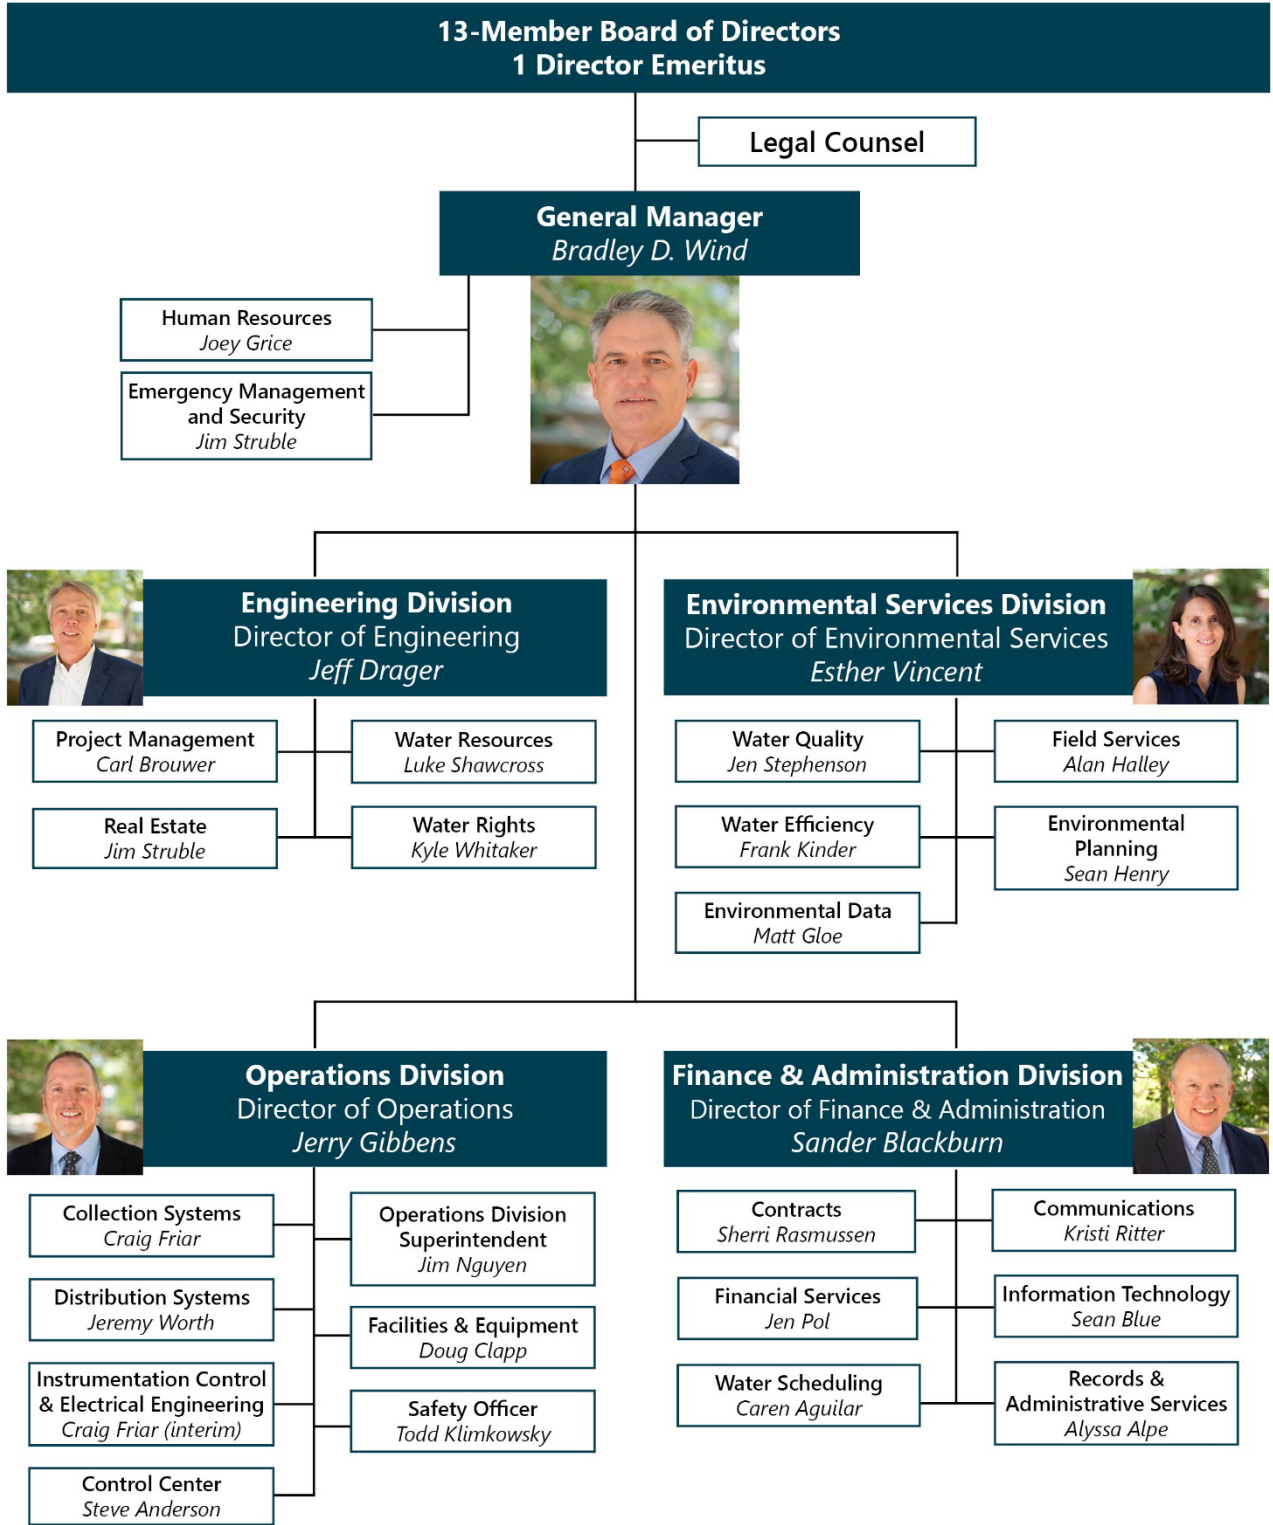 13-Member Board of Directors
1 Director Emeritus
Legal Counsel
General Manager
Bradley D. Wind
Human Resources
Joey Grice
Emergency Management
and Security
Jim Struble
Engineering Division
Director of Engineering
Jeff Drager
Project Management
Carl Brouwer
Water Resources
Luke Shawcross
Real Estate
Jim Struble
Water Rights
Kyle Whitaker
Environmental Services Division
Director of Environmental Services
Esther Vincent
Water Quality
Jen Stephenson
Field Services
Alan Halley
Water Efficiency
Frank Kinder
Environmental
Planning
Sean Henry
Environmental Data
Matt Gloe
Operations Division
Director of Operations
Jerry Gibbens
Collection Systems
Craig Friar
Operations Division
Superintendent
Jim Nguyen
Distribution Systems
Jeremy Worth
Facilities & Equipment
Doug Clapp
Instrumentation Control
& Electrical Engineering
Craig Friar (interim)
Safety Officer
Todd Klimkowsky
Control Center
Steve Anderson
Finance & Administration Division
Director of Finance & Administration
Sander Blackburn
Contracts
Sherri Rasmussen
Communications
Kristi Ritter
Financial Services
Jen Pol
Information Technology
Sean Blue
Water Scheduling
Caren Aguilar
Records &
Administrative Services
Alyssa Alpe